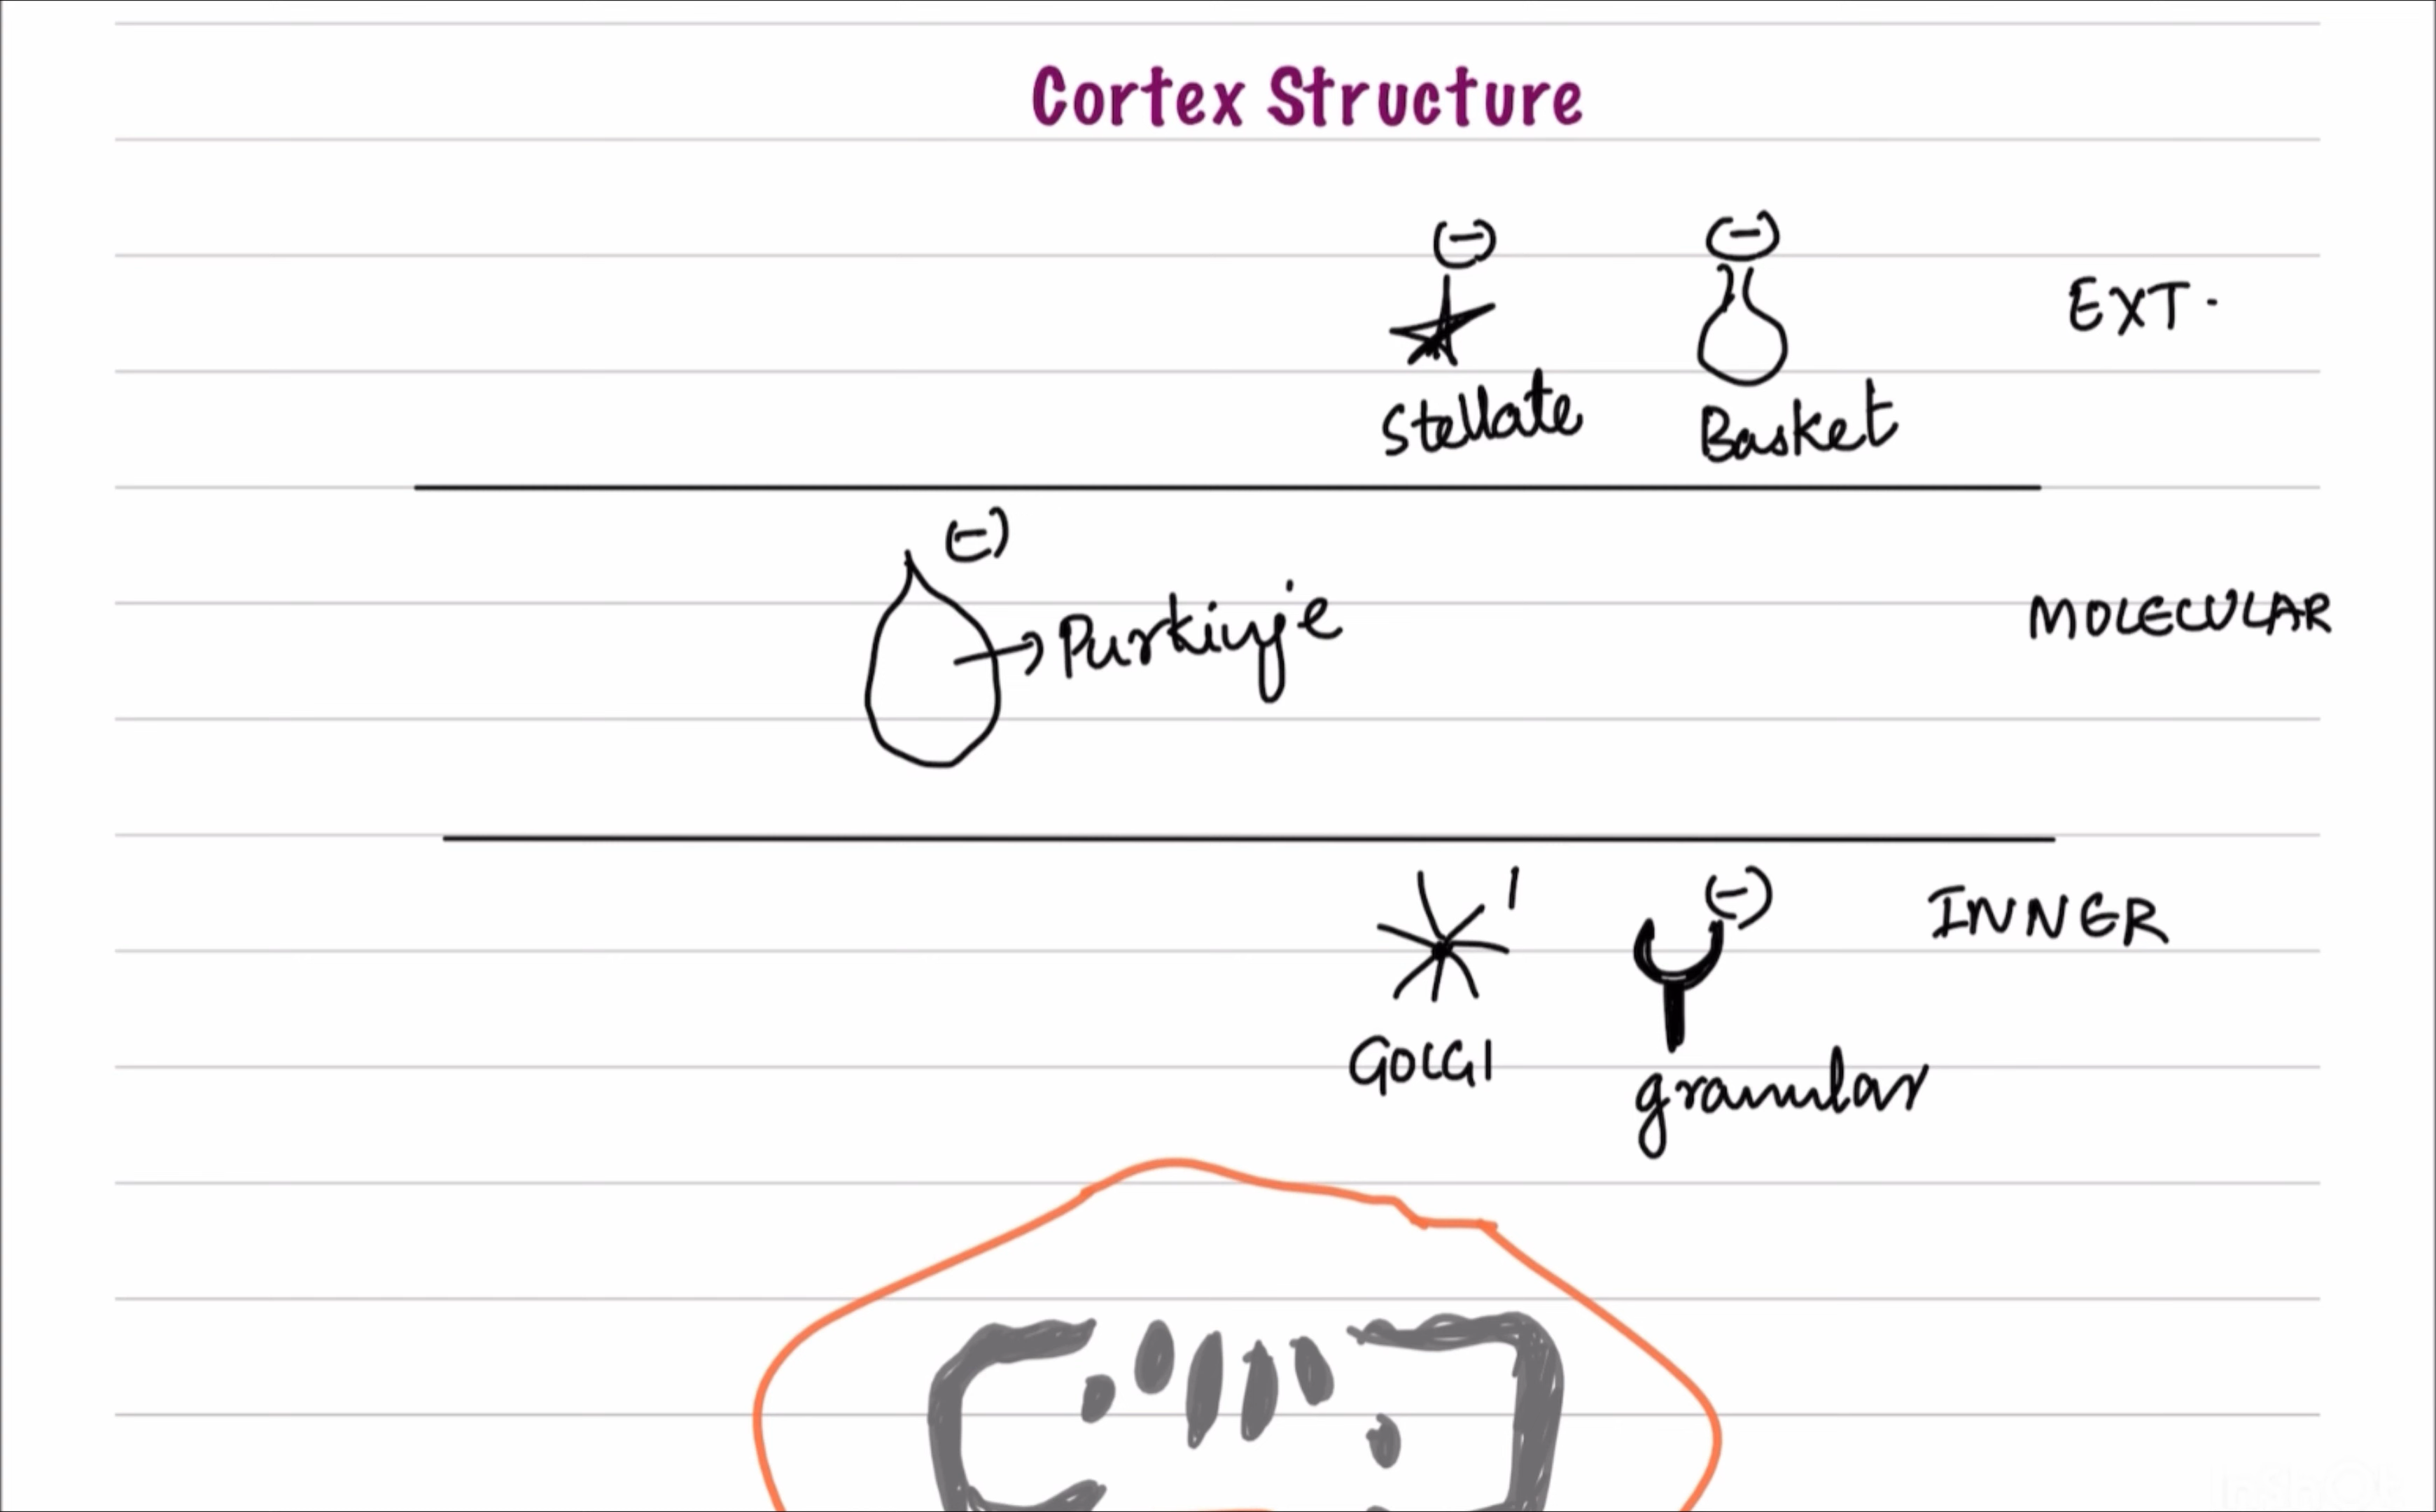 Cortex Structure
(-) (-)
EXT.
Stellate Basket
(-)
Purkinje
MOLECULAR
(-)
INNER
GOLGI granular